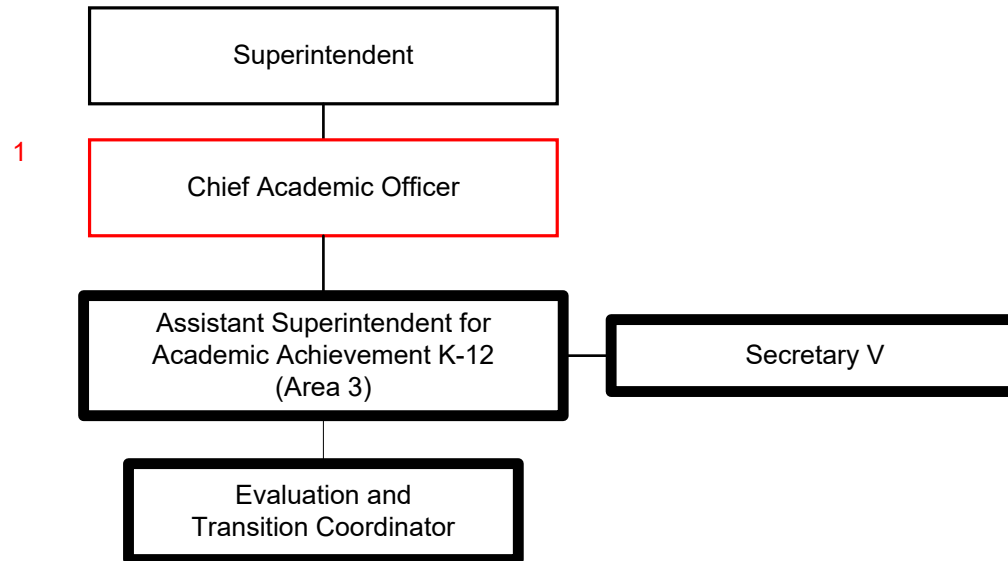 Superintendent
1
Chief Academic Officer
Assistant Superintendent for
Academic Achievement K-12
(Area 3)
Secretary V
Evaluation and
Transition Coordinator